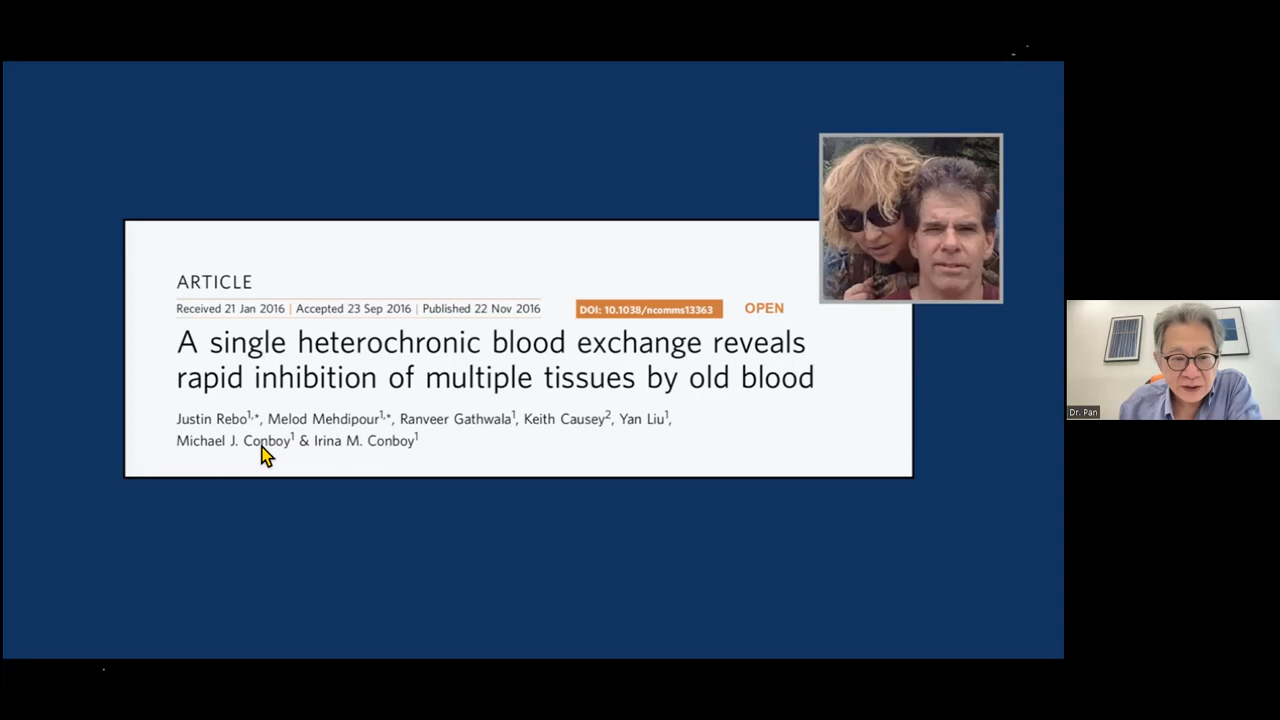 ARTICLE
Received 21 Jan 2016 | Accepted 23 Sep 2016 | Published 22 Nov 2016
DOI: 10.1038/ncomms13363
OPEN
A single heterochronic blood exchange reveals
rapid inhibition of multiple tissues by old blood
Justin Rebo1,*, Melod Mehdipour1,*, Ranveer Gathwala1, Keith Causey2, Yan Liu1,
Michael J. Conboy1 & Irina M. Conboy1
Dr. Pan